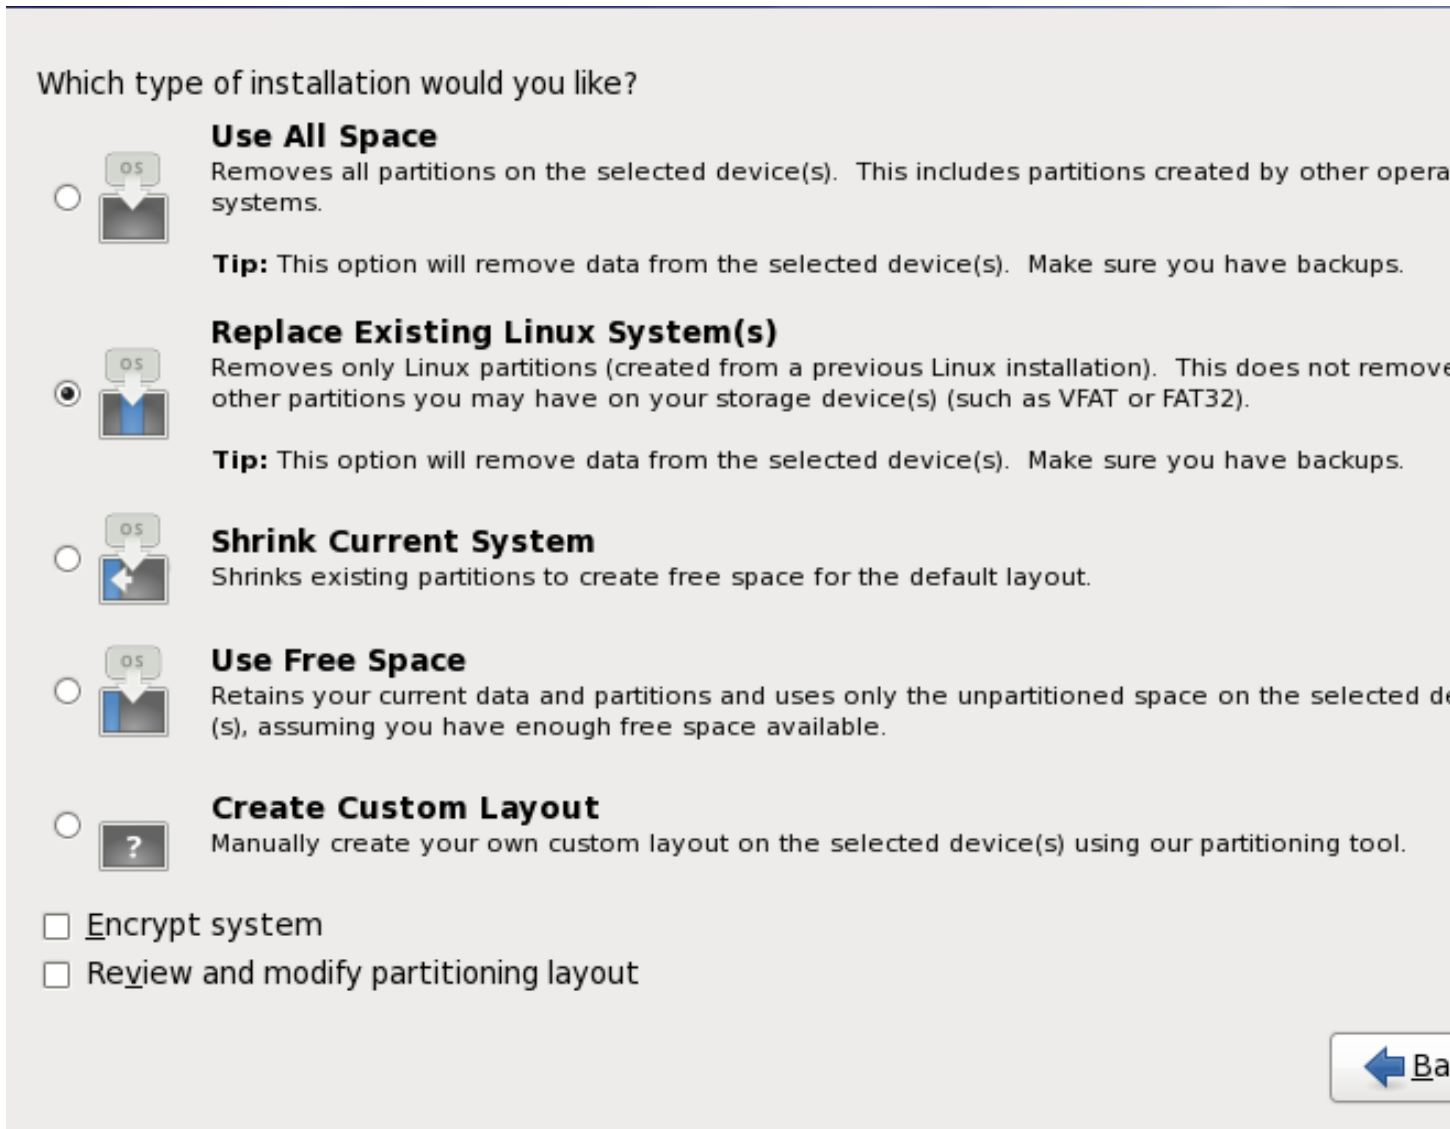 Which type of installation would you like?
Use All Space
OS
Removes all partitions on the selected device(s).  This includes partitions created by other opera
systems.
Tip: This option will remove data from the selected device(s).  Make sure you have backups.
Replace Existing Linux System(s)
OS
Removes only Linux partitions (created from a previous Linux installation).  This does not remove
other partitions you may have on your storage device(s) (such as VFAT or FAT32).
Tip: This option will remove data from the selected device(s).  Make sure you have backups.
OS
Shrink Current System
Shrinks existing partitions to create free space for the default layout.
OS
Use Free Space
Retains your current data and partitions and uses only the unpartitioned space on the selected de
(s), assuming you have enough free space available.
Create Custom Layout
?
Manually create your own custom layout on the selected device(s) using our partitioning tool.
Encrypt system
Review and modify partitioning layout
Ba